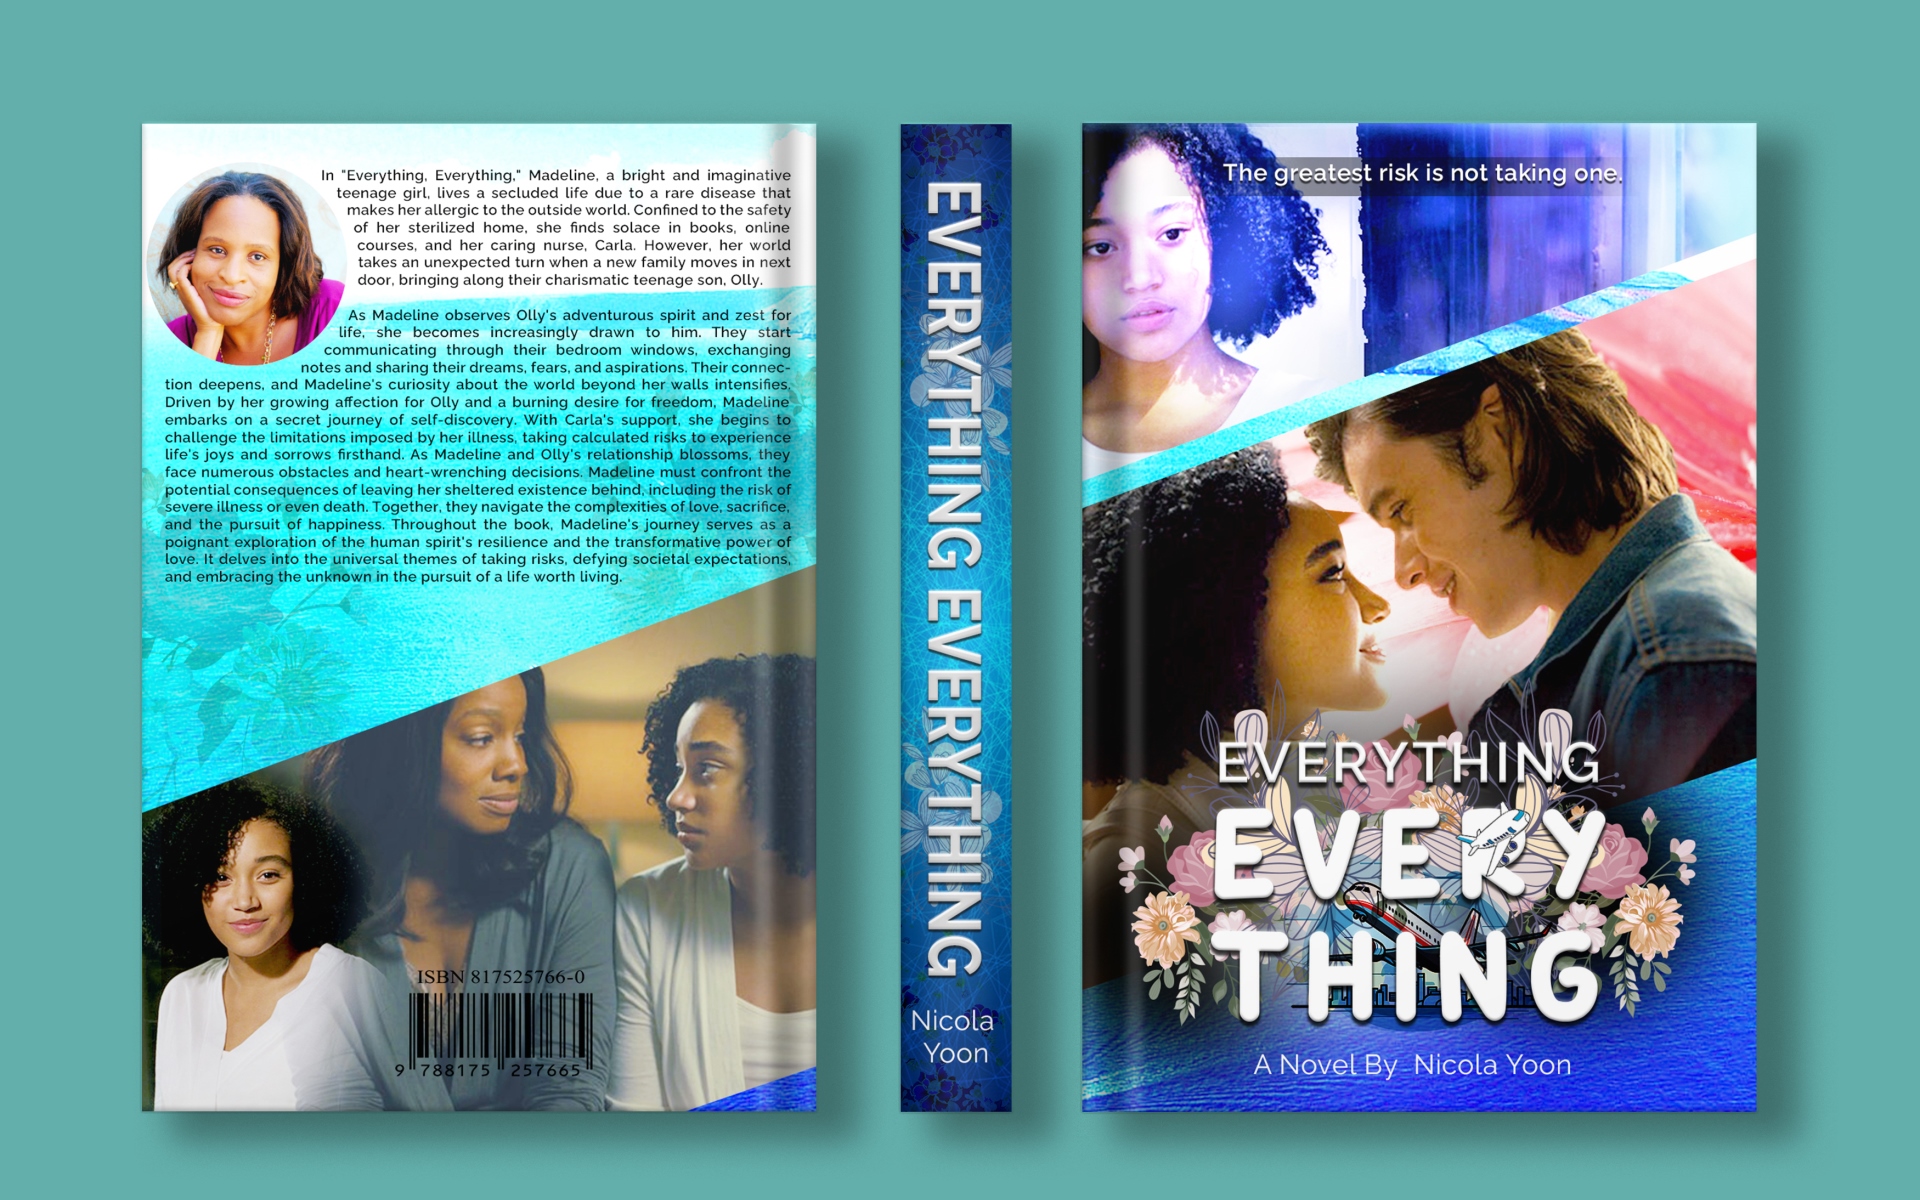 In "Everything, Everything," Madeline, a bright and imaginative
teenage girl, lives a secluded life due to a rare disease that
makes her allergic to the outside world. Confined to the safety
of her sterilized home, she finds solace in books, online
courses, and her caring nurse, Carla. However, her world
takes an unexpected turn when a new family moves in next
door, bringing along their charismatic teenage son, Olly.
As Madeline observes Olly's adventurous spirit and zest for
life, she becomes increasingly drawn to him. They start
communicating through their bedroom windows, exchanging
notes and sharing their dreams, fears, and aspirations. Their connec-
tion deepens, and Madeline's curiosity about the world beyond her walls intensifies,
Driven by her growing affection for Olly and a burning desire for freedom, Madeline
embarks on a secret journey of self-discovery. With Carla's support, she begins to
challenge the limitations imposed by her illness, taking calculated risks to experience
life's joys and sorrows firsthand. As Madeline and Olly's relationship blossoms, they
face numerous obstacles and heart-wrenching decisions. Madeline must confront the
potential consequences of leaving her sheltered existence behind, including the risk of
severe illness or even death. Together, they navigate the complexities of love, sacrifice,
and the pursuit of happiness. Throughout the book, Madeline's journey serves as a
poignant exploration of the human spirit's resilience and the transformative power of
love. It delves into the universal themes of taking risks, defying societal expectations,
and embracing the unknown in the pursuit of a life worth living.
ISBN 817525766-0
9 788175 257665
EVERYTHING EVERYTHING
Nicola
Yoon
The greatest risk is not taking one.
EVERYTHING
EVERY
THING
A Novel By Nicola Yoon